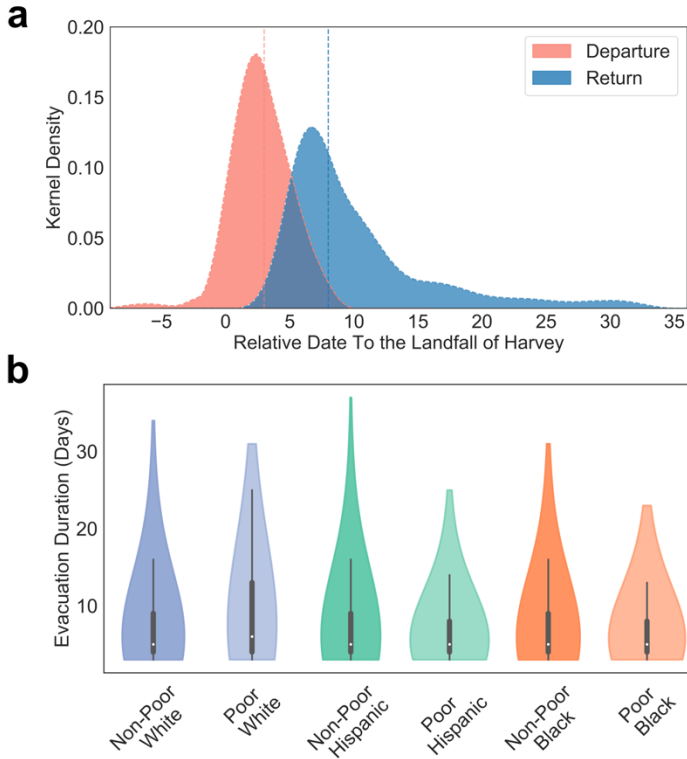 a
0.20
0.15
0.10
0.05
0.00
Kernel Density
Departure
Return
−5
0
5
10
15
20
25
30
35
Relative Date To the Landfall of Harvey
b
Evacuation Duration (Days)
30
20
10
Non-Poor
White
Poor
White
Non-Poor
Hispanic
Poor
Hispanic
Non-Poor
Black
Poor
Black